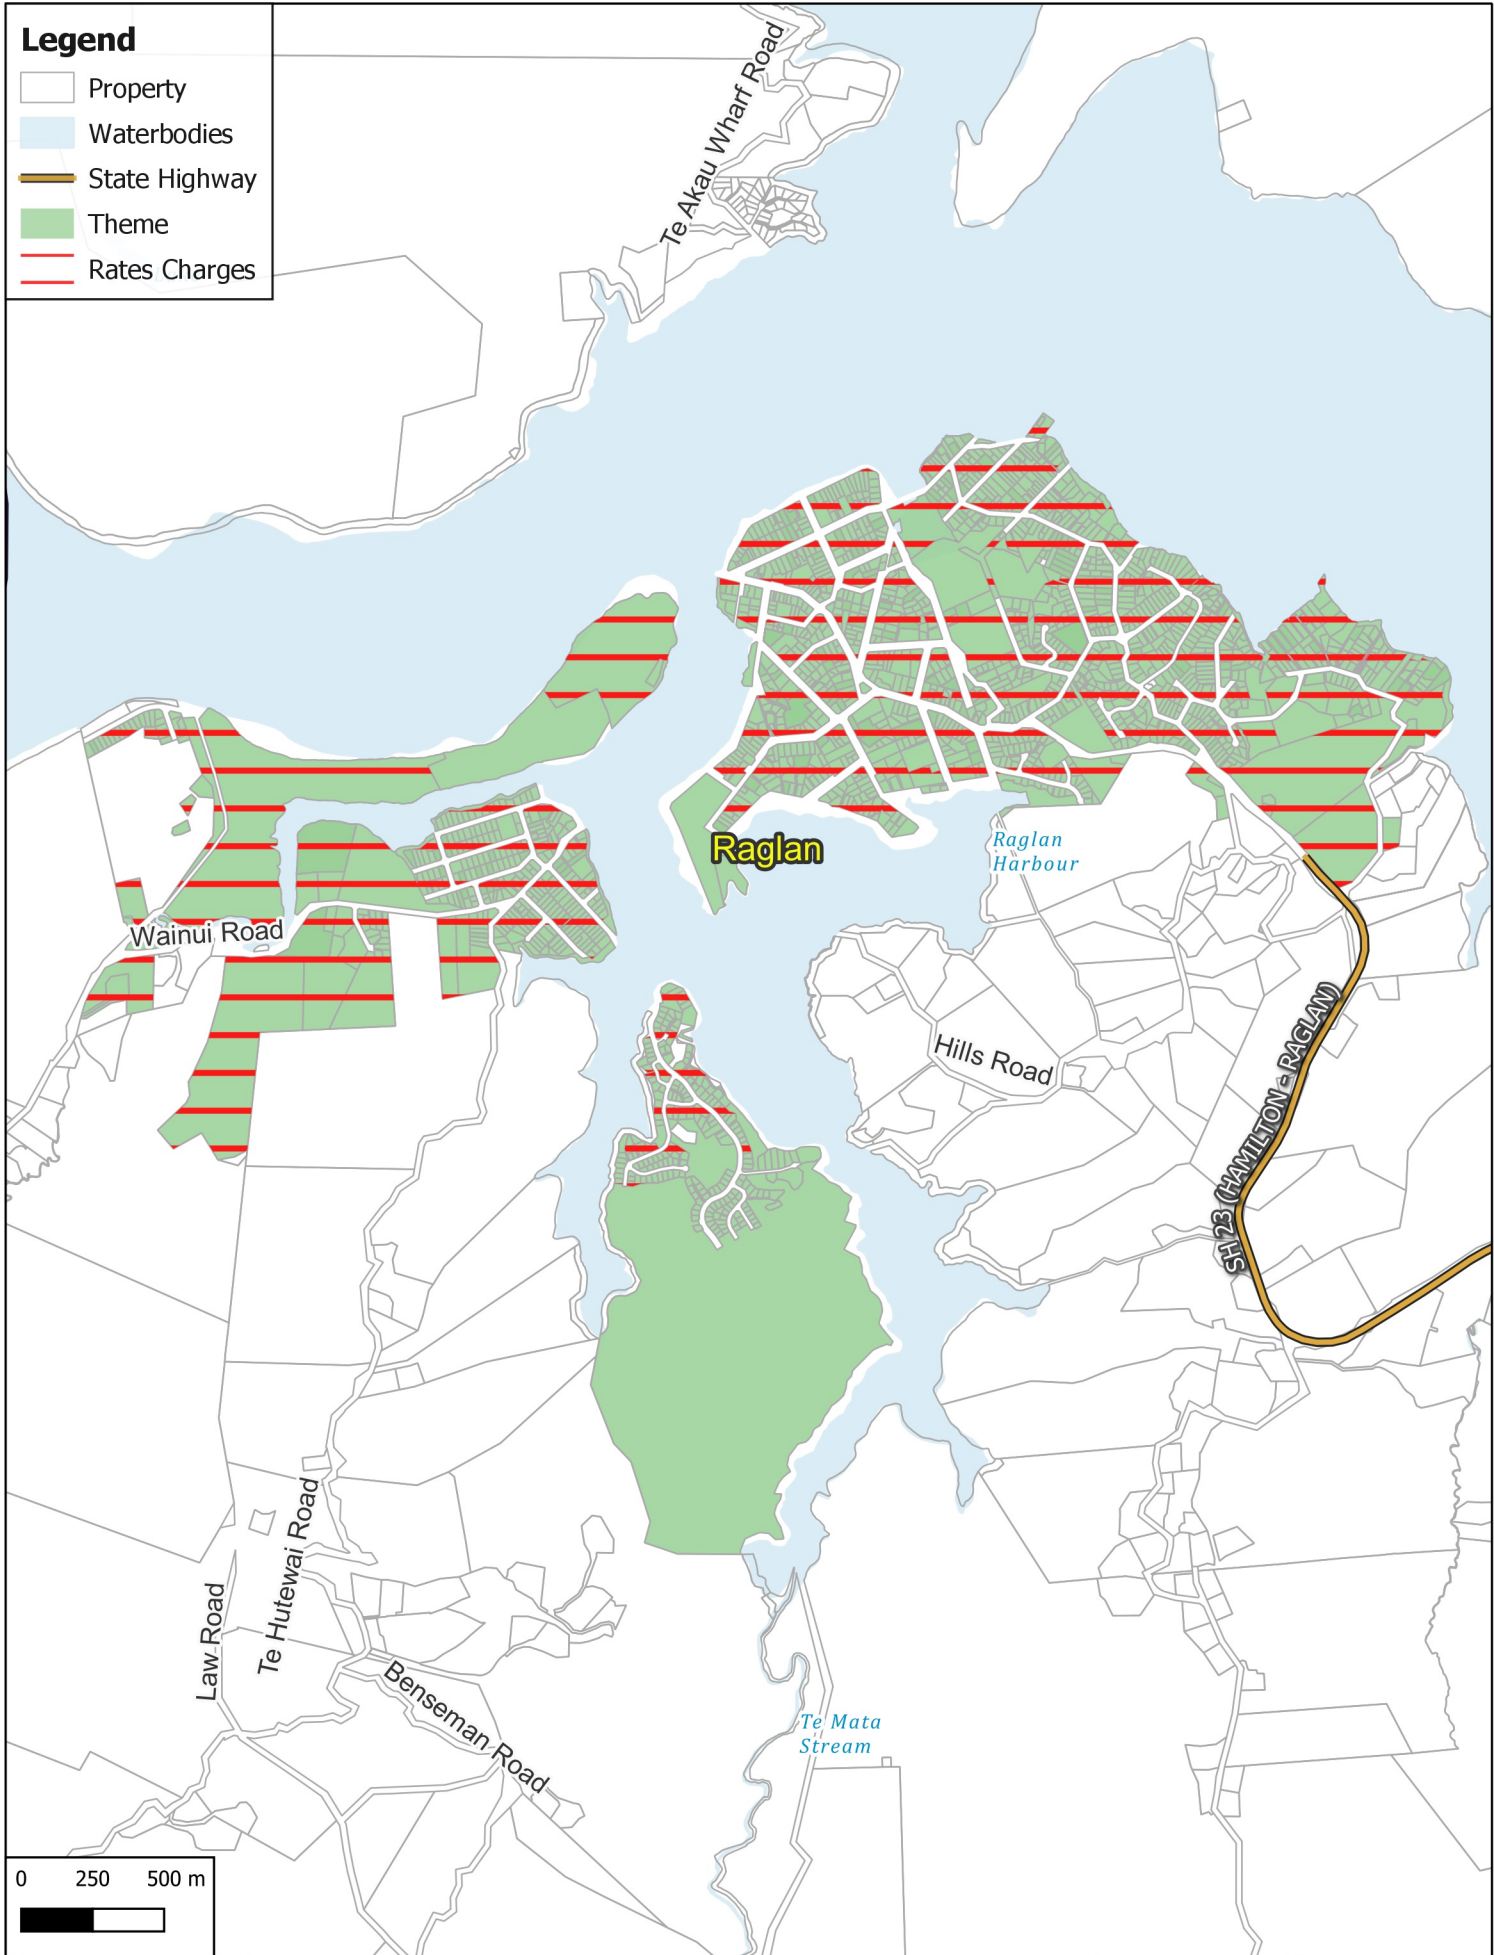 Legend
Property
Waterbodies
State Highway
Theme
Rates Charges
Te Akau Wharf Road
Raglan
Raglan
Harbour
Wainui Road
Hills Road
SH 23 (HAMILTON - RAGLAN)
Te Hutewai Road
Law Road
Benseman Road
Te Mata
Stream
0 250 500 m